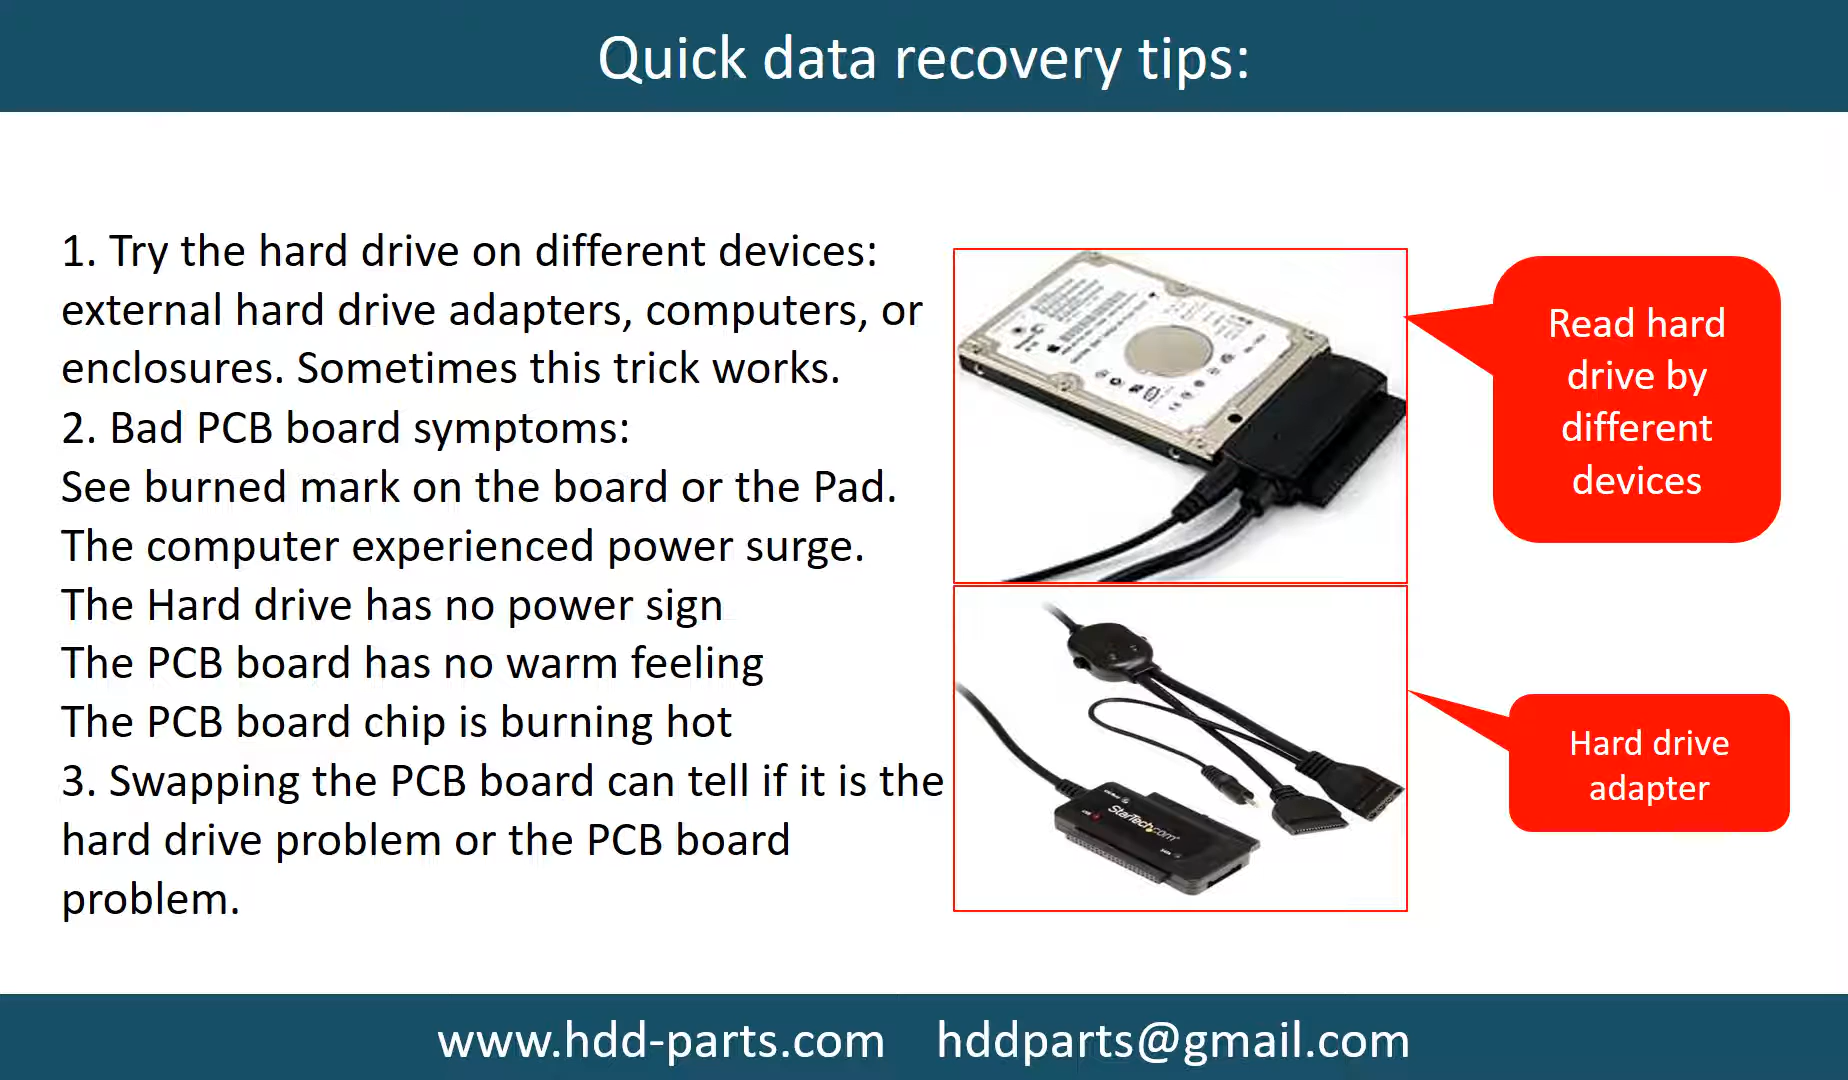 Quick data recovery tips:
1. Try the hard drive on different devices:
external hard drive adapters, computers, or
enclosures. Sometimes this trick works.
2. Bad PCB board symptoms:
See burned mark on the board or the Pad.
The computer experienced power surge.
The Hard drive has no power sign
The PCB board has no warm feeling
The PCB board chip is burning hot
3. Swapping the PCB board can tell if it is the
hard drive problem or the PCB board
problem.
Read hard
drive by
different
devices
StarTech.com
Hard drive
adapter
www.hdd-parts.com hddparts@gmail.com